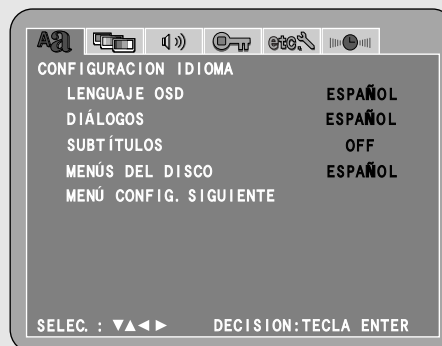 Aa etc.
CONFIGURACION IDIOMA
LENGUAJE OSD ESPAÑOL
DIÁLOGOS ESPAÑOL
SUBTÍTULOS OFF
MENÚS DEL DISCO ESPAÑOL
MENÚ CONFIG. SIGUIENTE
SELEC. : ▼▲◄► DECISION:TECLA ENTER